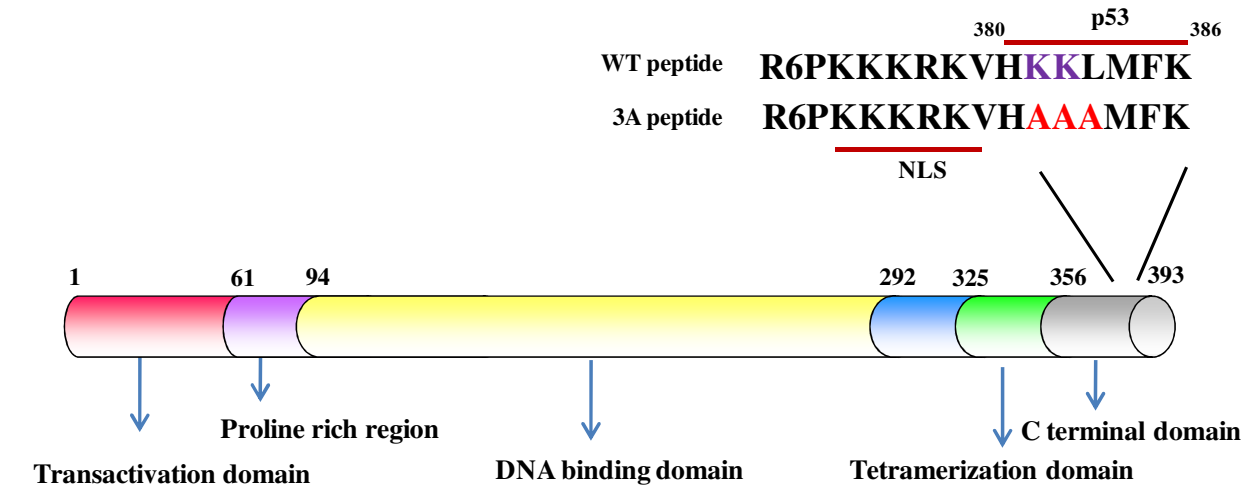 p53
380 386
WT peptide R6PKKKRKVHKKLMFK
3A peptide R6PKKKRKVHAAAMFK
NLS
1 61 94 292 325 356 393
Proline rich region
C terminal domain
Transactivation domain
DNA binding domain
Tetramerization domain